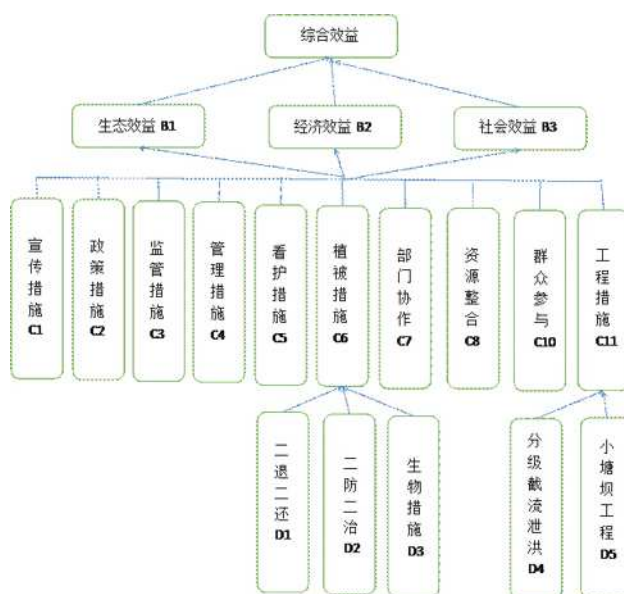 综合效益
生态效益 B1
经济效益 B2
社会效益 B3
宣传措施 C1
政策措施 C2
监管措施 C3
管理措施 C4
看护措施 C5
植被措施 C6
部门协作 C7
资源整合 C8
群众参与 C10
工程措施 C11
二退二还 D1
二防二治 D2
生物措施 D3
分级截流泄洪 D4
小塘坝工程 D5